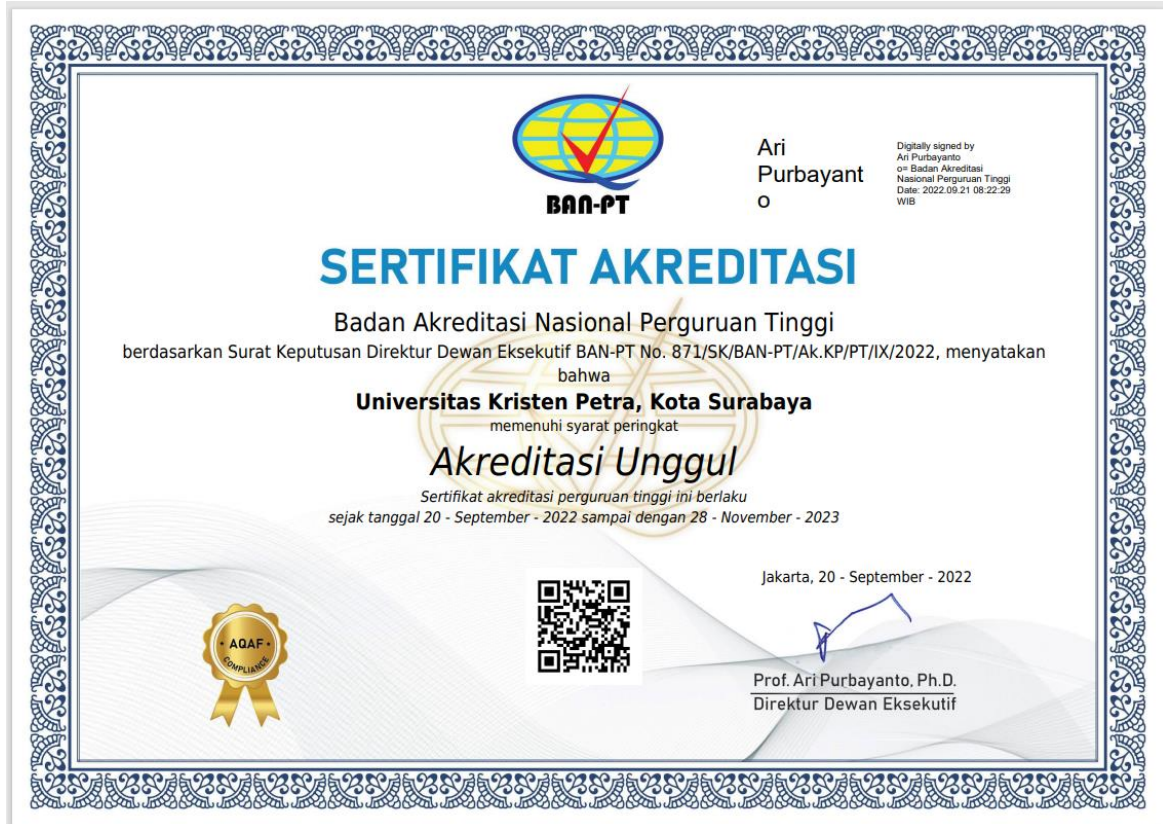 BAN-PT
Ari
Purbayant
o
Digitally signed by
Ari Purbayanto
o= Badan Akreditasi
Nasional Perguruan Tinggi
Date: 2022.09.21 08:22:29
WIB
SERTIFIKAT AKREDITASI
Badan Akreditasi Nasional Perguruan Tinggi
berdasarkan Surat Keputusan Direktur Dewan Eksekutif BAN-PT No. 871/SK/BAN-PT/Ak.KP/PT/IX/2022, menyatakan
bahwa
Universitas Kristen Petra, Kota Surabaya
memenuhi syarat peringkat
Akreditasi Unggul
Sertifikat akreditasi perguruan tinggi ini berlaku
sejak tanggal 20 - September - 2022 sampai dengan 28 - November - 2023
Jakarta, 20 - September - 2022
AQAF
COMPLIANCE
Prof. Ari Purbayanto, Ph.D.
Direktur Dewan Eksekutif